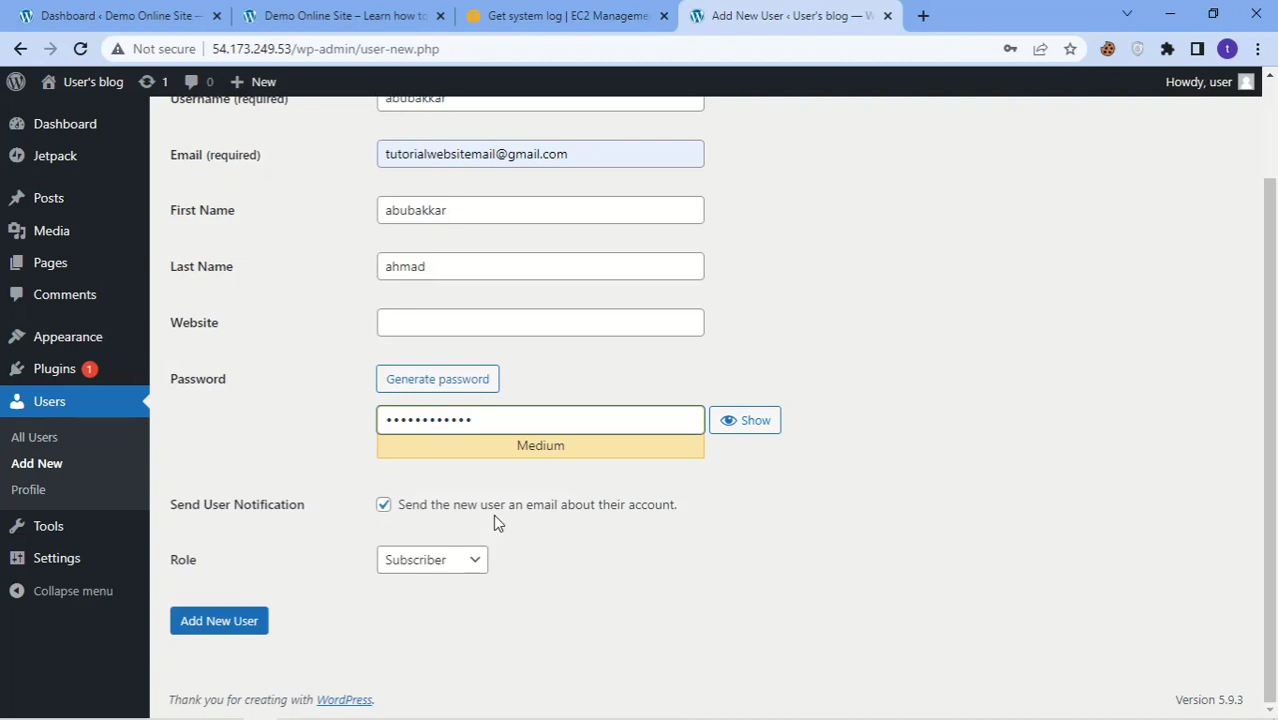 Dashboard ‹ Demo Online Site —
Demo Online Site – Learn how to
Get system log | EC2 Manageme
Add New User ‹ User's blog — W
Not secure
54.173.249.53/wp-admin/user-new.php
t
User's blog
1
0
New
Howdy, user
Dashboard
Jetpack
Posts
Media
Pages
Comments
Appearance
Plugins 1
Users
All Users
Add New
Profile
Tools
Settings
Collapse menu
Username (required)
abubakkar
Email (required)
tutorialwebsitemail@gmail.com
First Name
abubakkar
Last Name
ahmad
Website
Password
Generate password
Show
Medium
Send User Notification
Send the new user an email about their account.
Role
Subscriber
Add New User
Thank you for creating with WordPress.
Version 5.9.3